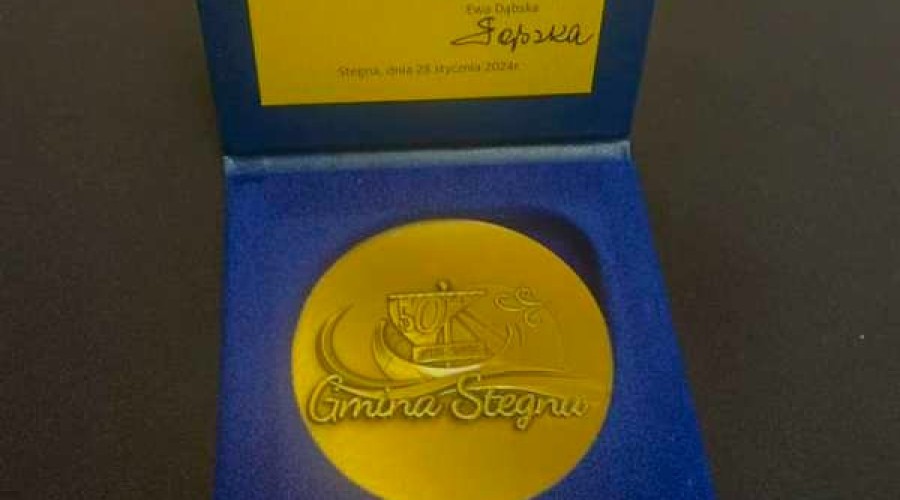 Ewa Dąbska
Stegna, dnia 28 stycznia 2024r.
50
Gmina Stegna